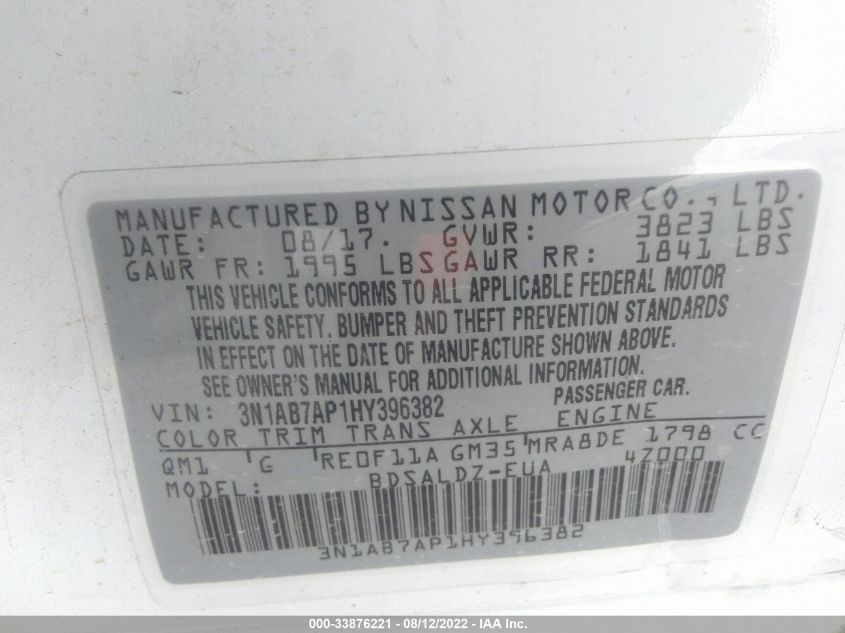 MANUFACTURED BY NISSAN MOTOR CO., LTD.
DATE: 08/17. GVWR: 3823 LBS
GAWR FR: 1995 LBS GAWR RR: 1841 LBS
THIS VEHICLE CONFORMS TO ALL APPLICABLE FEDERAL MOTOR
VEHICLE SAFETY, BUMPER AND THEFT PREVENTION STANDARDS
IN EFFECT ON THE DATE OF MANUFACTURE SHOWN ABOVE.
SEE OWNER'S MANUAL FOR ADDITIONAL INFORMATION.
VIN: 3N1AB7AP1HY396382 PASSENGER CAR.
COLOR TRIM TRANS AXLE ENGINE
QM1 G RE0F11A GM35 MRA8DE 1798 CC
MODEL: BDSALDZ-EUA 4Z000
3N1AB7AP1HY396382
000-33876221 - 08/12/2022 - IAA Inc.